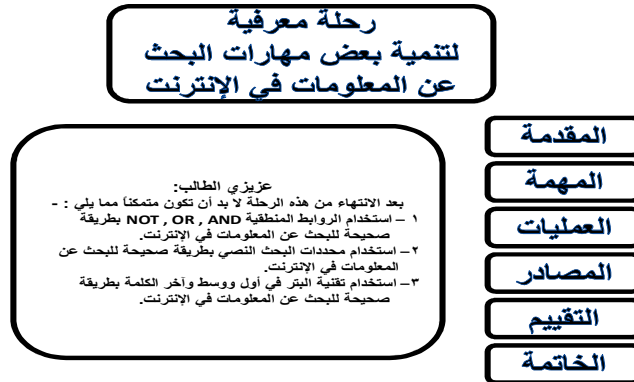 رحلة معرفية
لتنمية بعض مهارات البحث
عن المعلومات في الإنترنت
المقدمة
المهمة
العمليات
المصادر
التقييم
الخاتمة
عزيزي الطالب:
بعد الانتهاء من هذه الرحلة لا بد أن تكون متمكناً مما يلي : -
١ – استخدام الروابط المنطقية NOT , OR , AND بطريقة
صحيحة للبحث عن المعلومات في الإنترنت.
٢– استخدام محددات البحث النصي بطريقة صحيحة للبحث عن
المعلومات في الإنترنت.
٣– استخدام تقنية البتر في أول ووسط وآخر الكلمة بطريقة
صحيحة للبحث عن المعلومات في الإنترنت.